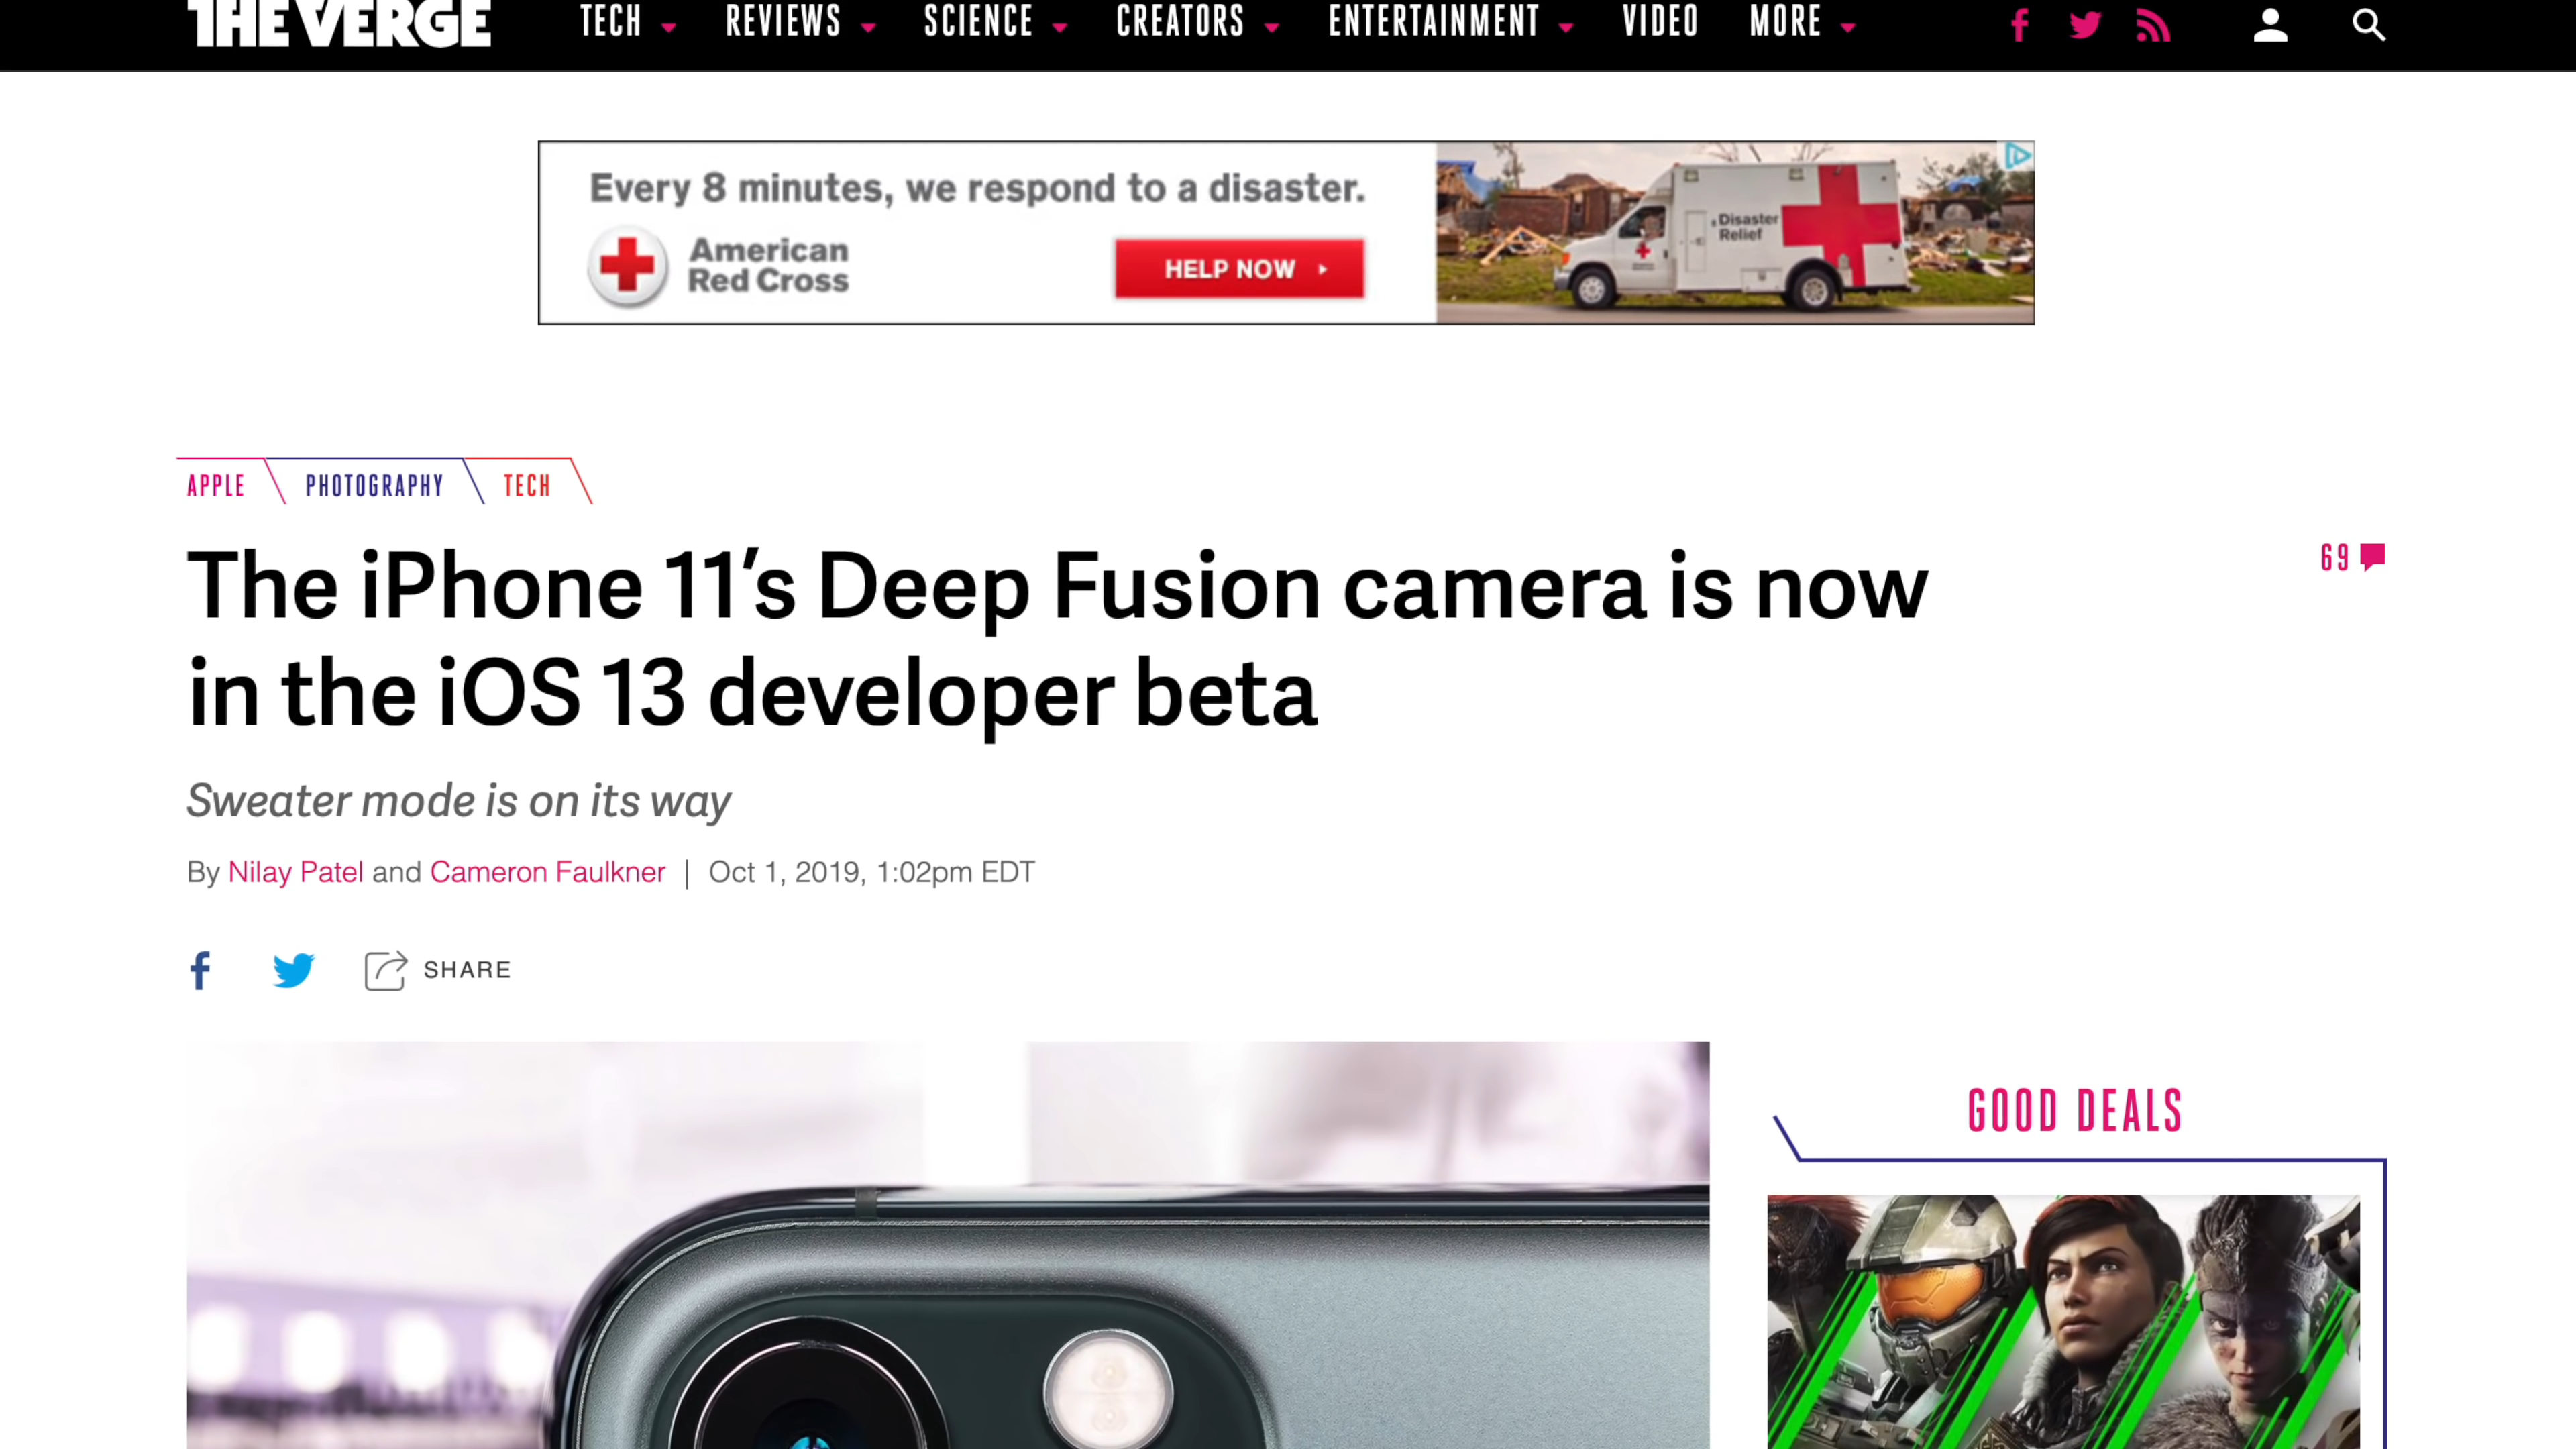 THE VERGE
TECH REVIEWS SCIENCE CREATORS ENTERTAINMENT VIDEO MORE
Every 8 minutes, we respond to a disaster.
American
Red Cross
HELP NOW
Disaster
Relief
APPLE PHOTOGRAPHY TECH
The iPhone 11’s Deep Fusion camera is now
in the iOS 13 developer beta
69
Sweater mode is on its way
By Nilay Patel and Cameron Faulkner | Oct 1, 2019, 1:02pm EDT
SHARE
GOOD DEALS